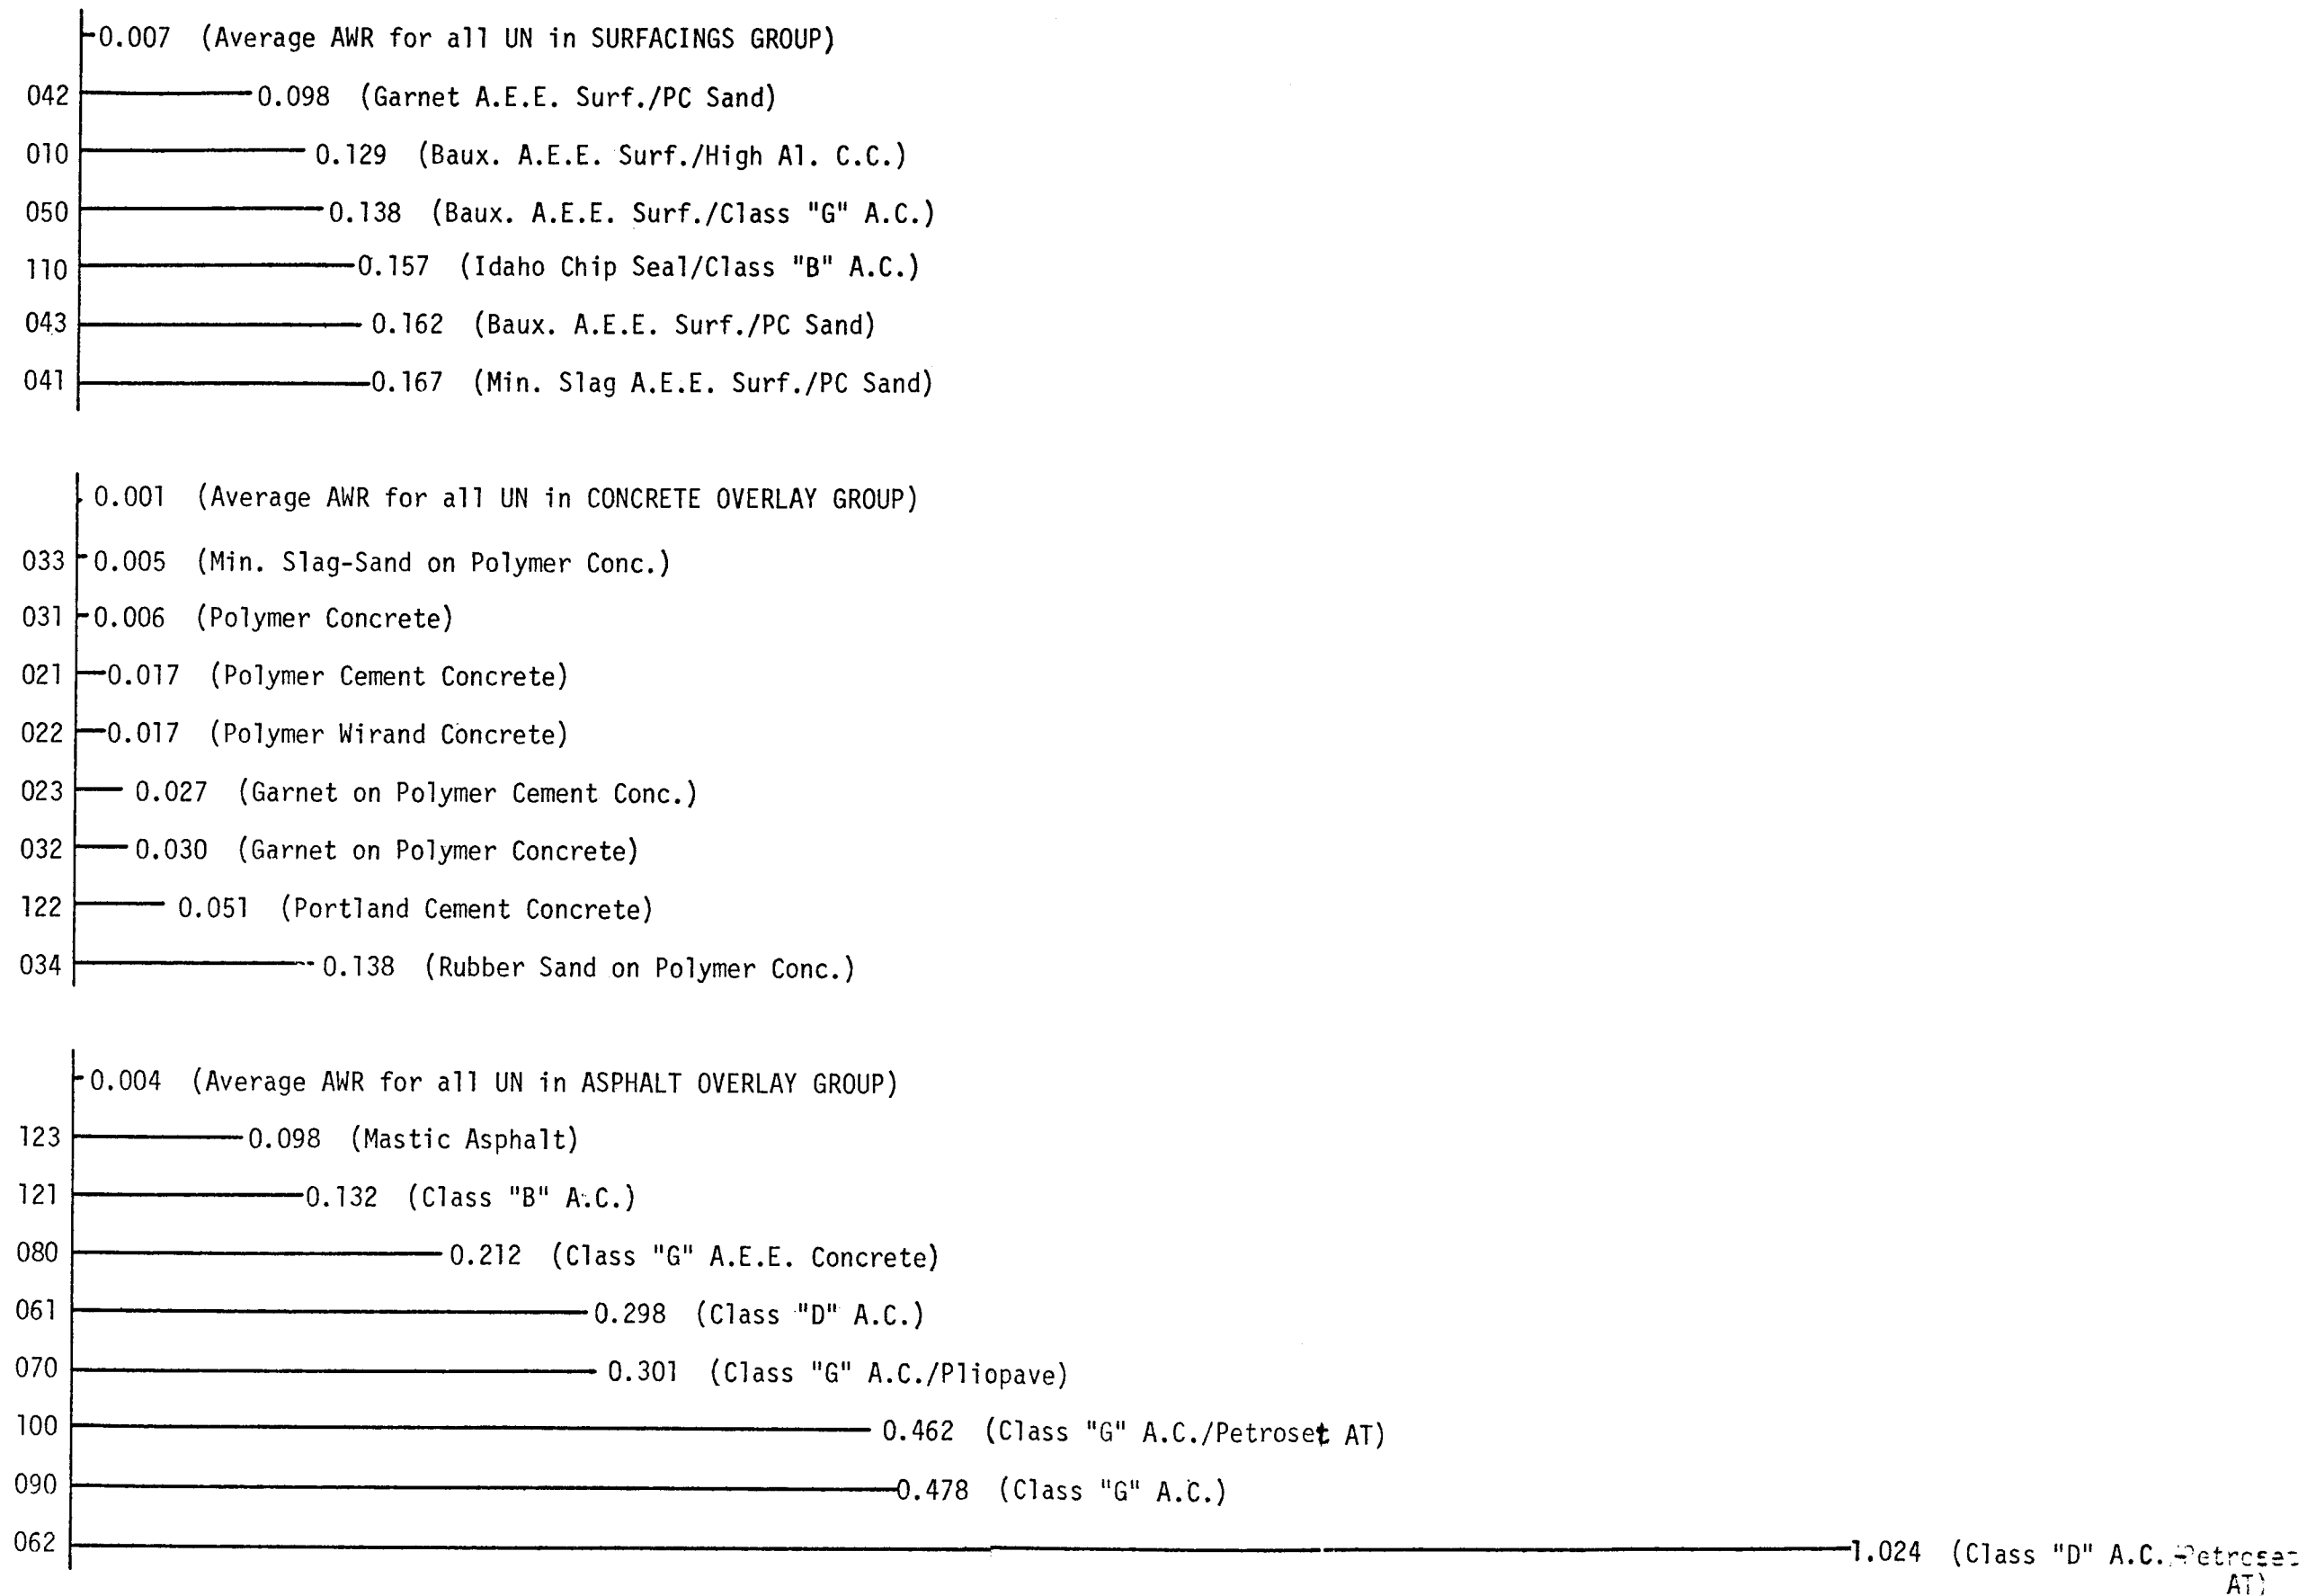 0.007 (Average AWR for all UN in SURFACINGS GROUP)
042 0.098 (Garnet A.E.E. Surf./PC Sand)
010 0.129 (Baux. A.E.E. Surf./High Al. C.C.)
050 0.138 (Baux. A.E.E. Surf./Class "G" A.C.)
110 0.157 (Idaho Chip Seal/Class "B" A.C.)
043 0.162 (Baux. A.E.E. Surf./PC Sand)
041 0.167 (Min. Slag A.E.E. Surf./PC Sand)
0.001 (Average AWR for all UN in CONCRETE OVERLAY GROUP)
033 0.005 (Min. Slag-Sand on Polymer Conc.)
031 0.006 (Polymer Concrete)
021 0.017 (Polymer Cement Concrete)
022 0.017 (Polymer Wirand Concrete)
023 0.027 (Garnet on Polymer Cement Conc.)
032 0.030 (Garnet on Polymer Concrete)
122 0.051 (Portland Cement Concrete)
034 0.138 (Rubber Sand on Polymer Conc.)
0.004 (Average AWR for all UN in ASPHALT OVERLAY GROUP)
123 0.098 (Mastic Asphalt)
121 0.132 (Class "B" A.C.)
080 0.212 (Class "G" A.E.E. Concrete)
061 0.298 (Class "D" A.C.)
070 0.301 (Class "G" A.C./Pliopave)
100 0.462 (Class "G" A.C./Petroset AT)
090 0.478 (Class "G" A.C.)
062 1.024 (Class "D" A.C. Petroset
AT)